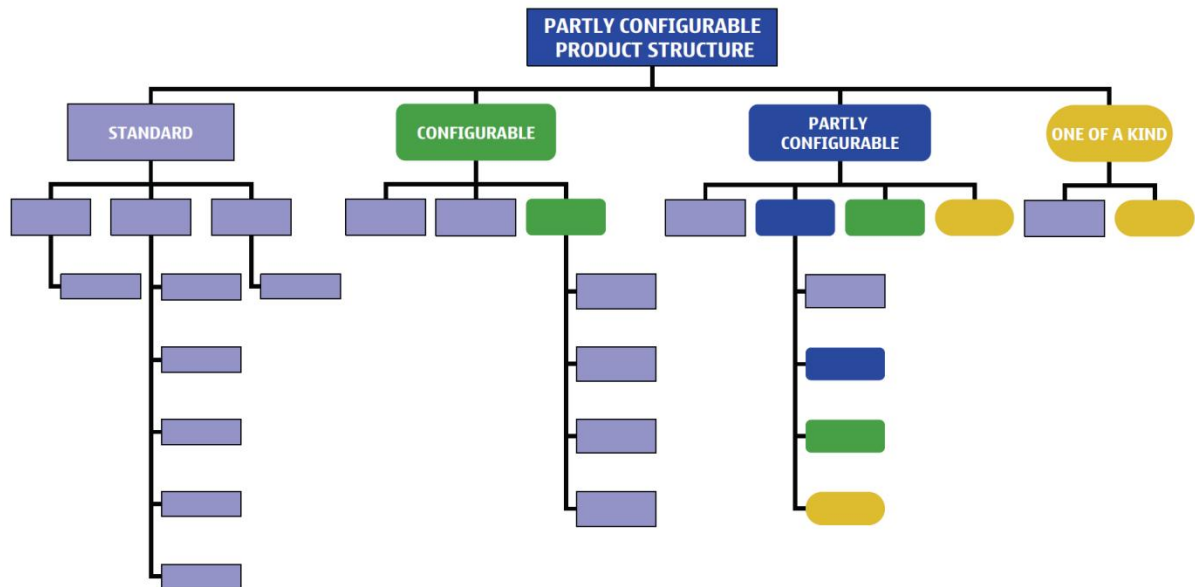 PARTLY CONFIGURABLE
PRODUCT STRUCTURE
STANDARD
CONFIGURABLE
PARTLY
CONFIGURABLE
ONE OF A KIND